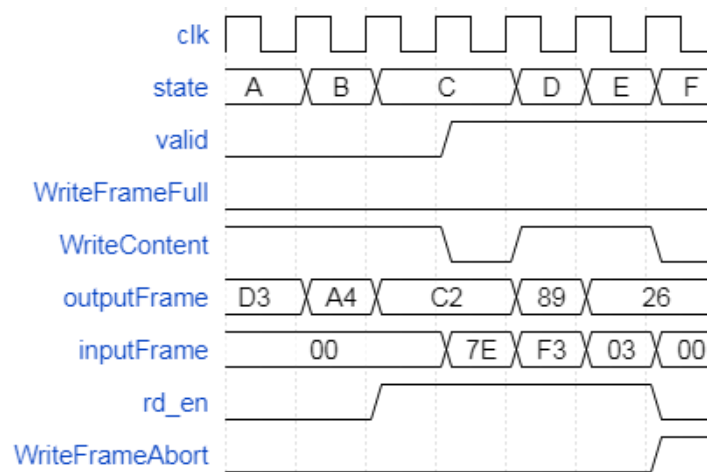 clk
state A B C D E F
valid
WriteFrameFull
WriteContent
outputFrame D3 A4 C2 89 26
inputFrame 00 7E F3 03 00
rd_en
WriteFrameAbort